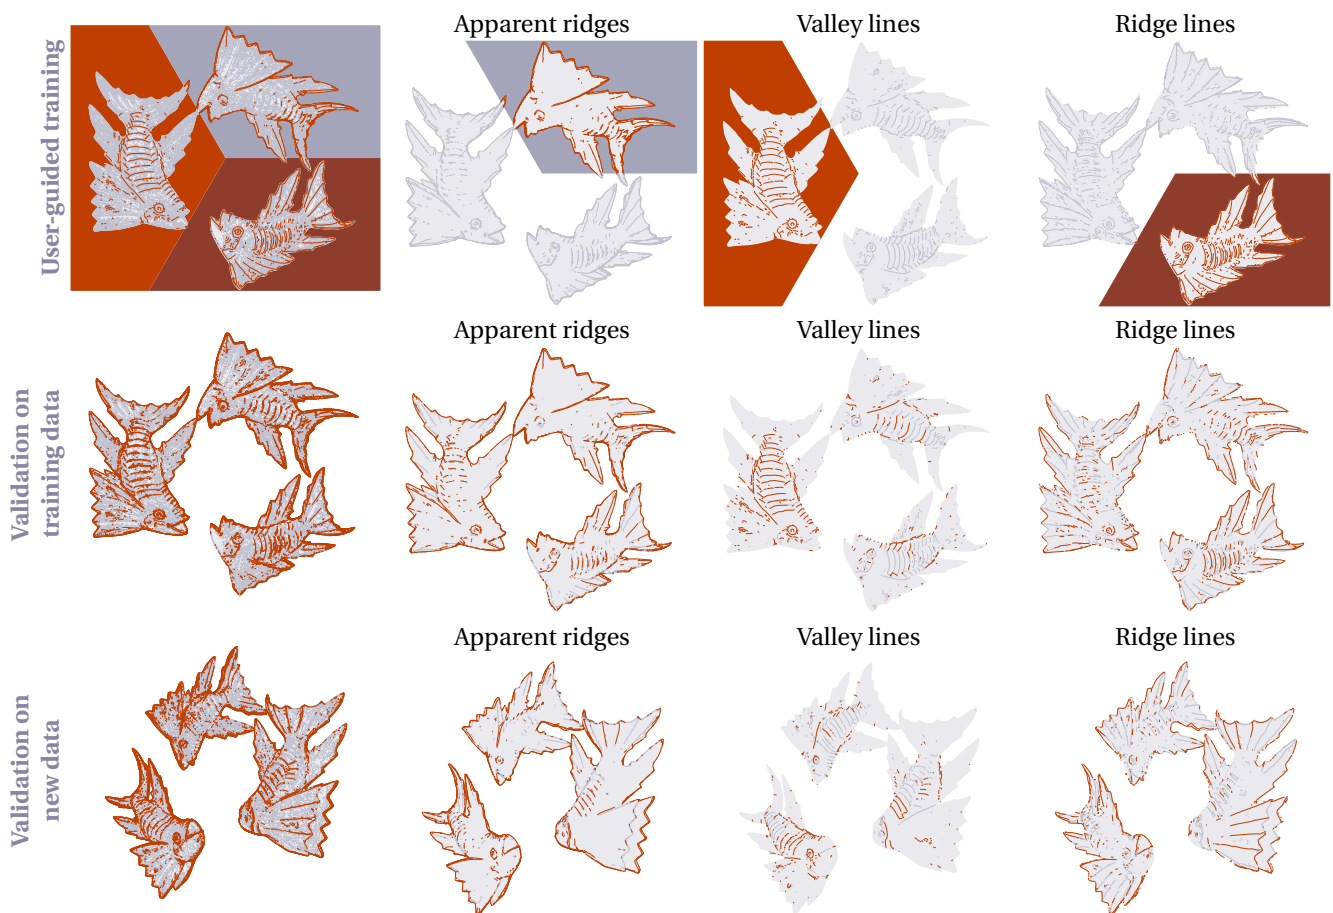 User-guided training
Apparent ridges
Valley lines
Ridge lines
Validation on
training data
Apparent ridges
Valley lines
Ridge lines
Validation on
new data
Apparent ridges
Valley lines
Ridge lines